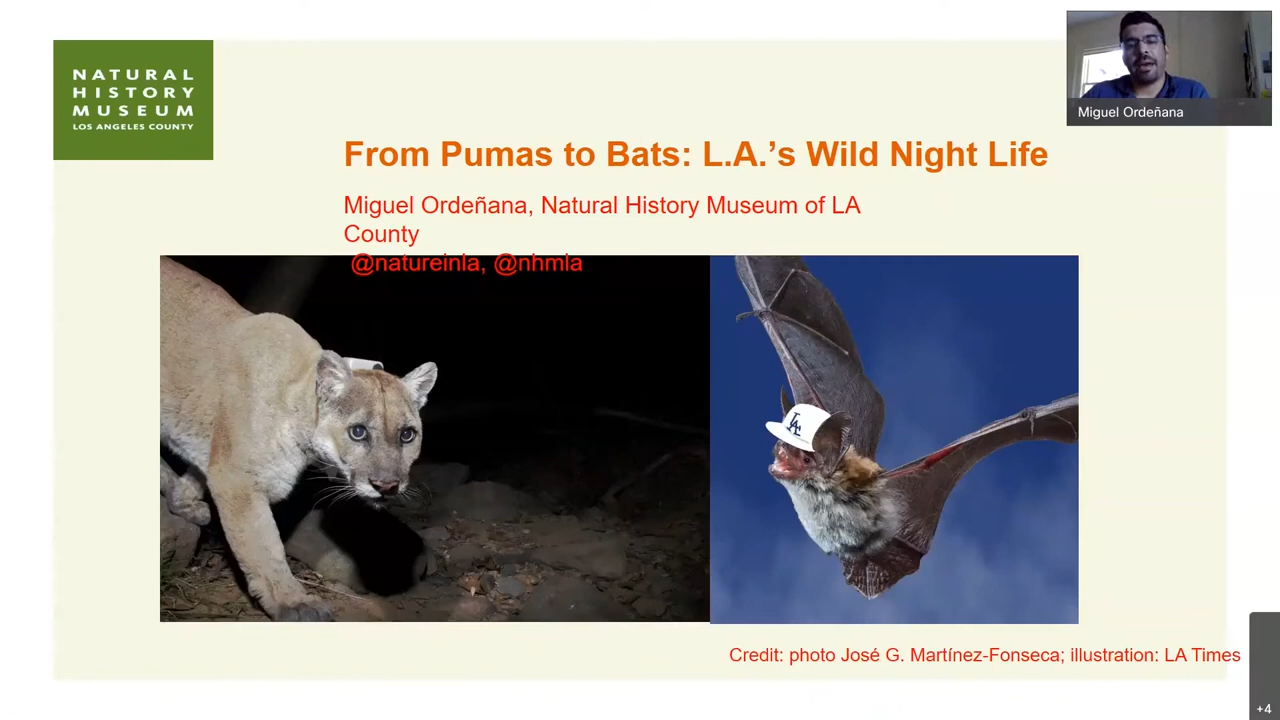 NATURAL
HISTORY
MUSEUM
LOS ANGELES COUNTY
Miguel Ordeñana
From Pumas to Bats: L.A.'s Wild Night Life
Miguel Ordeñana, Natural History Museum of LA
County
@natureinla, @nhmla
LA
Credit: photo José G. Martínez-Fonseca; illustration: LA Times
+4